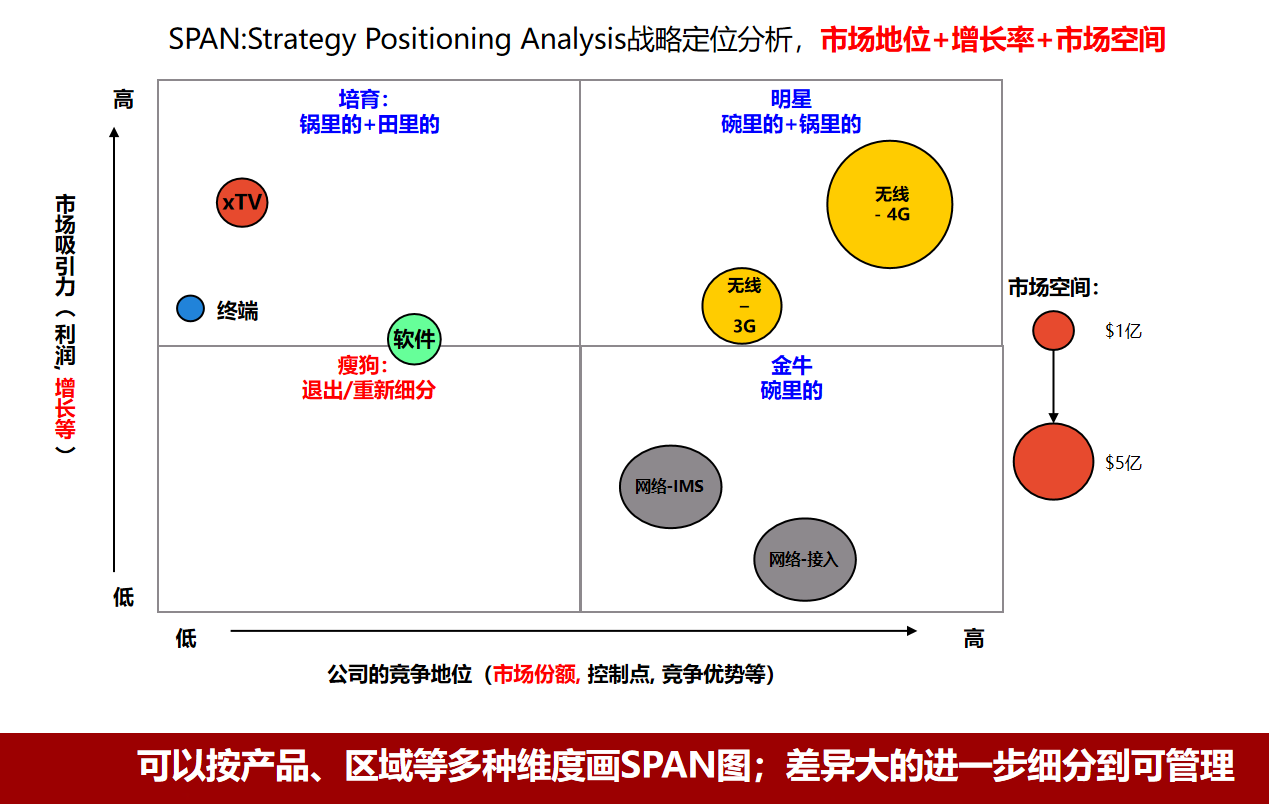 SPAN:Strategy Positioning Analysis战略定位分析，市场地位+增长率+市场空间
高
市场吸引力（利润,增长等）
低
培育：
锅里的+田里的
明星
碗里的+锅里的
xTV
终端
软件
无线
- 4G
无线
–
3G
瘦狗：
退出/重新细分
金牛
碗里的
网络-IMS
网络-接入
市场空间：
$1亿
$5亿
低
高
公司的竞争地位（市场份额, 控制点, 竞争优势等）
可以按产品、区域等多种维度画SPAN图；差异大的进一步细分到可管理